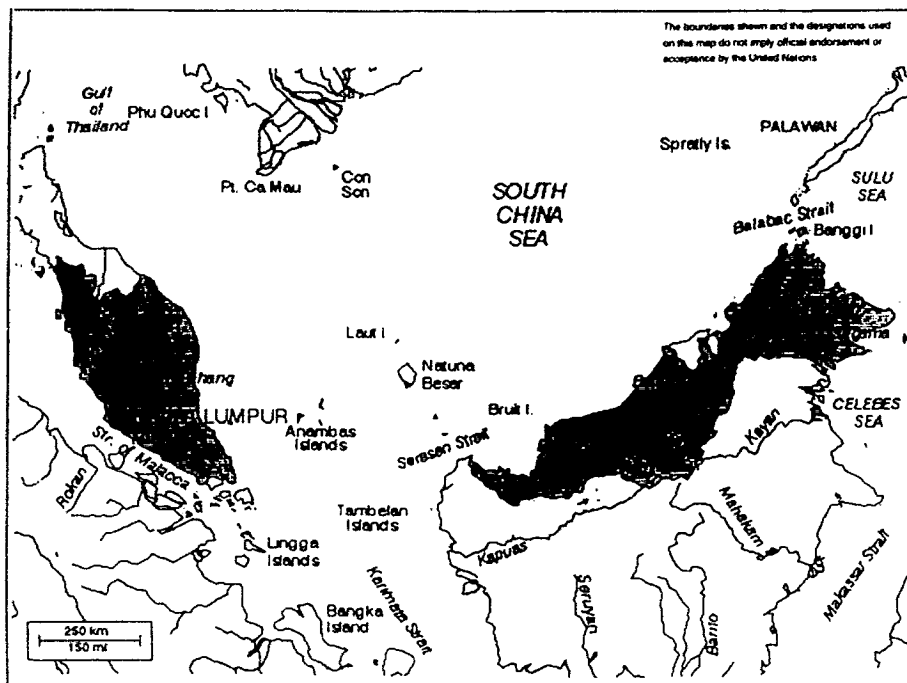 The boundaries shown and the designations used
on this map do not imply official endorsement or
acceptance by the United Nations
Gulf
of
Thailand
Phu Quoc I
Pt. Ca Mau
Con
Son
SOUTH
CHINA
SEA
Spratly Is.
PALAWAN
SULU
SEA
Balabac Strait
Banggi I
Laut I.
Natuna
Besar
hang
LUMPUR
Anambas
Islands
Bruit I.
Serasan Strait
Kayan
CELEBES
SEA
Str. of Malacca
Rokan
Tambelan
Islands
Lingga
Islands
Kapuas
Mahakam
Makassar Strait
Karimata Strait
Bangka
Island
Seruyan
Barito
250 km
150 mi